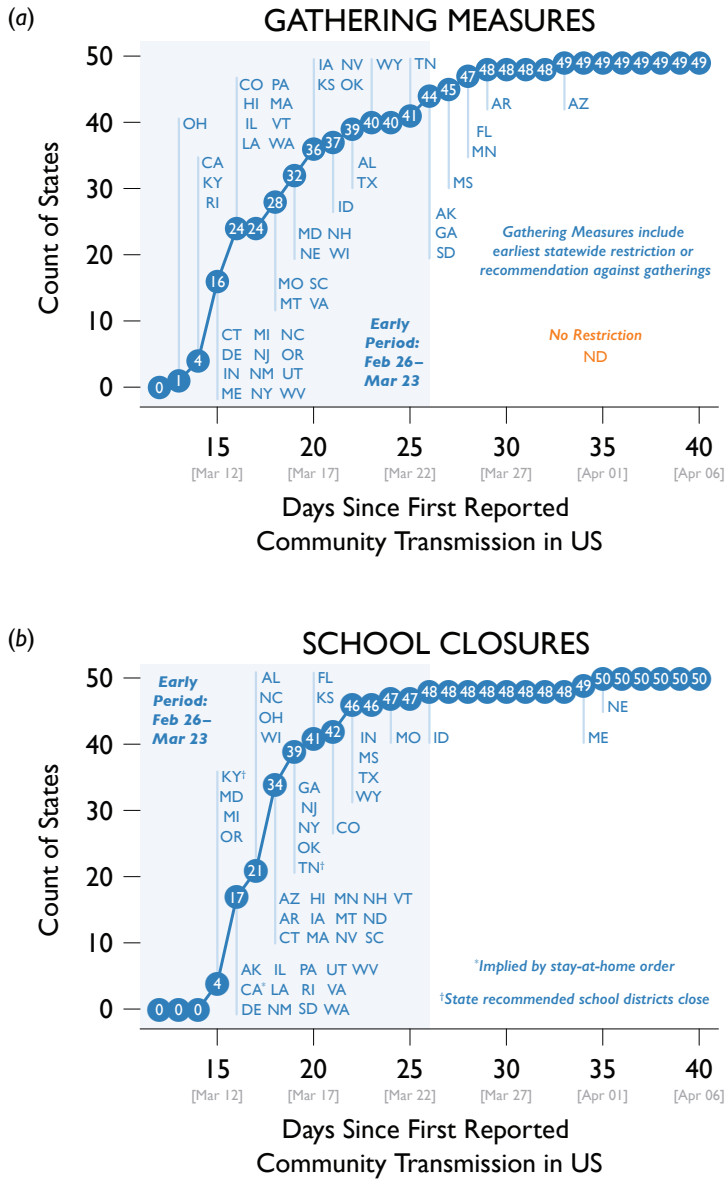 (a)
GATHERING MEASURES
Count of States
50
40
30
20
10
0
0 1 4 16 24 24 28 32 36 37 39 40 40 41 44 45 47 48 48 48 48 49 49 49 49 49 49 49 49
OH
CA
KY
RI
CT MI NC
DE NJ OR
IN NM UT
ME NY WV
CO PA
HI MA
IL VT
LA WA
MO SC
MT VA
MD NH
NE WI
IA NV
KS OK
ID
AL
TX
WY
TN
AK
GA
SD
MS
FL
MN
AR
AZ
Early
Period:
Feb 26–
Mar 23
Gathering Measures include
earliest statewide restriction or
recommendation against gatherings
No Restriction
ND
15 20 25 30 35 40
[Mar 12] [Mar 17] [Mar 22] [Mar 27] [Apr 01] [Apr 06]
Days Since First Reported
Community Transmission in US
(b)
SCHOOL CLOSURES
Count of States
50
40
30
20
10
0
0 0 0 4 17 21 34 39 41 42 46 46 47 47 48 48 48 48 48 48 48 48 49 50 50 50 50 50 50
Early
Period:
Feb 26–
Mar 23
KY†
MD
MI
OR
AK IL PA UT WV
CA* LA RI VA
DE NM SD WA
AL
NC
OH
WI
AZ HI MN NH VT
AR IA MT ND
CT MA NV SC
GA
NJ
NY
OK
TN†
FL
KS
CO
IN
MS
TX
WY
MO
ID
ME
NE
*Implied by stay-at-home order
†State recommended school districts close
15 20 25 30 35 40
[Mar 12] [Mar 17] [Mar 22] [Mar 27] [Apr 01] [Apr 06]
Days Since First Reported
Community Transmission in US